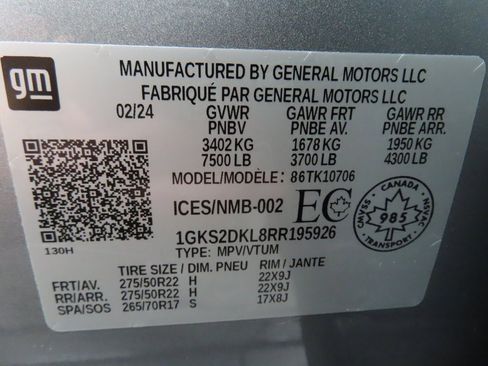 gm
MANUFACTURED BY GENERAL MOTORS LLC
FABRIQUÉ PAR GENERAL MOTORS LLC
02/24 GVWR GAWR FRT GAWR RR
PNBV PNBE AV. PNBE ARR.
3402 KG 1678 KG 1950 KG
7500 LB 3700 LB 4300 LB
MODEL/MODÈLE: 86TK10706
ICES/NMB-002 EC
CANADA
CMVSS 985 NSVAC
TRANSPORT
1GKS2DKL8RR195926
130H
TYPE: MPV/VTUM
TIRE SIZE / DIM. PNEU RIM / JANTE
FRT/AV. 275/50R22 H 22X9J
RR/ARR. 275/50R22 H 22X9J
SPA/SOS 265/70R17 S 17X8J